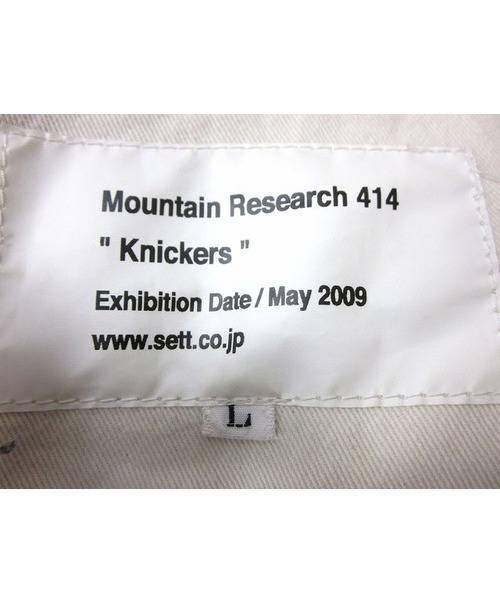 Mountain Research 414
" Knickers "
Exhibition Date / May 2009
www.sett.co.jp
L